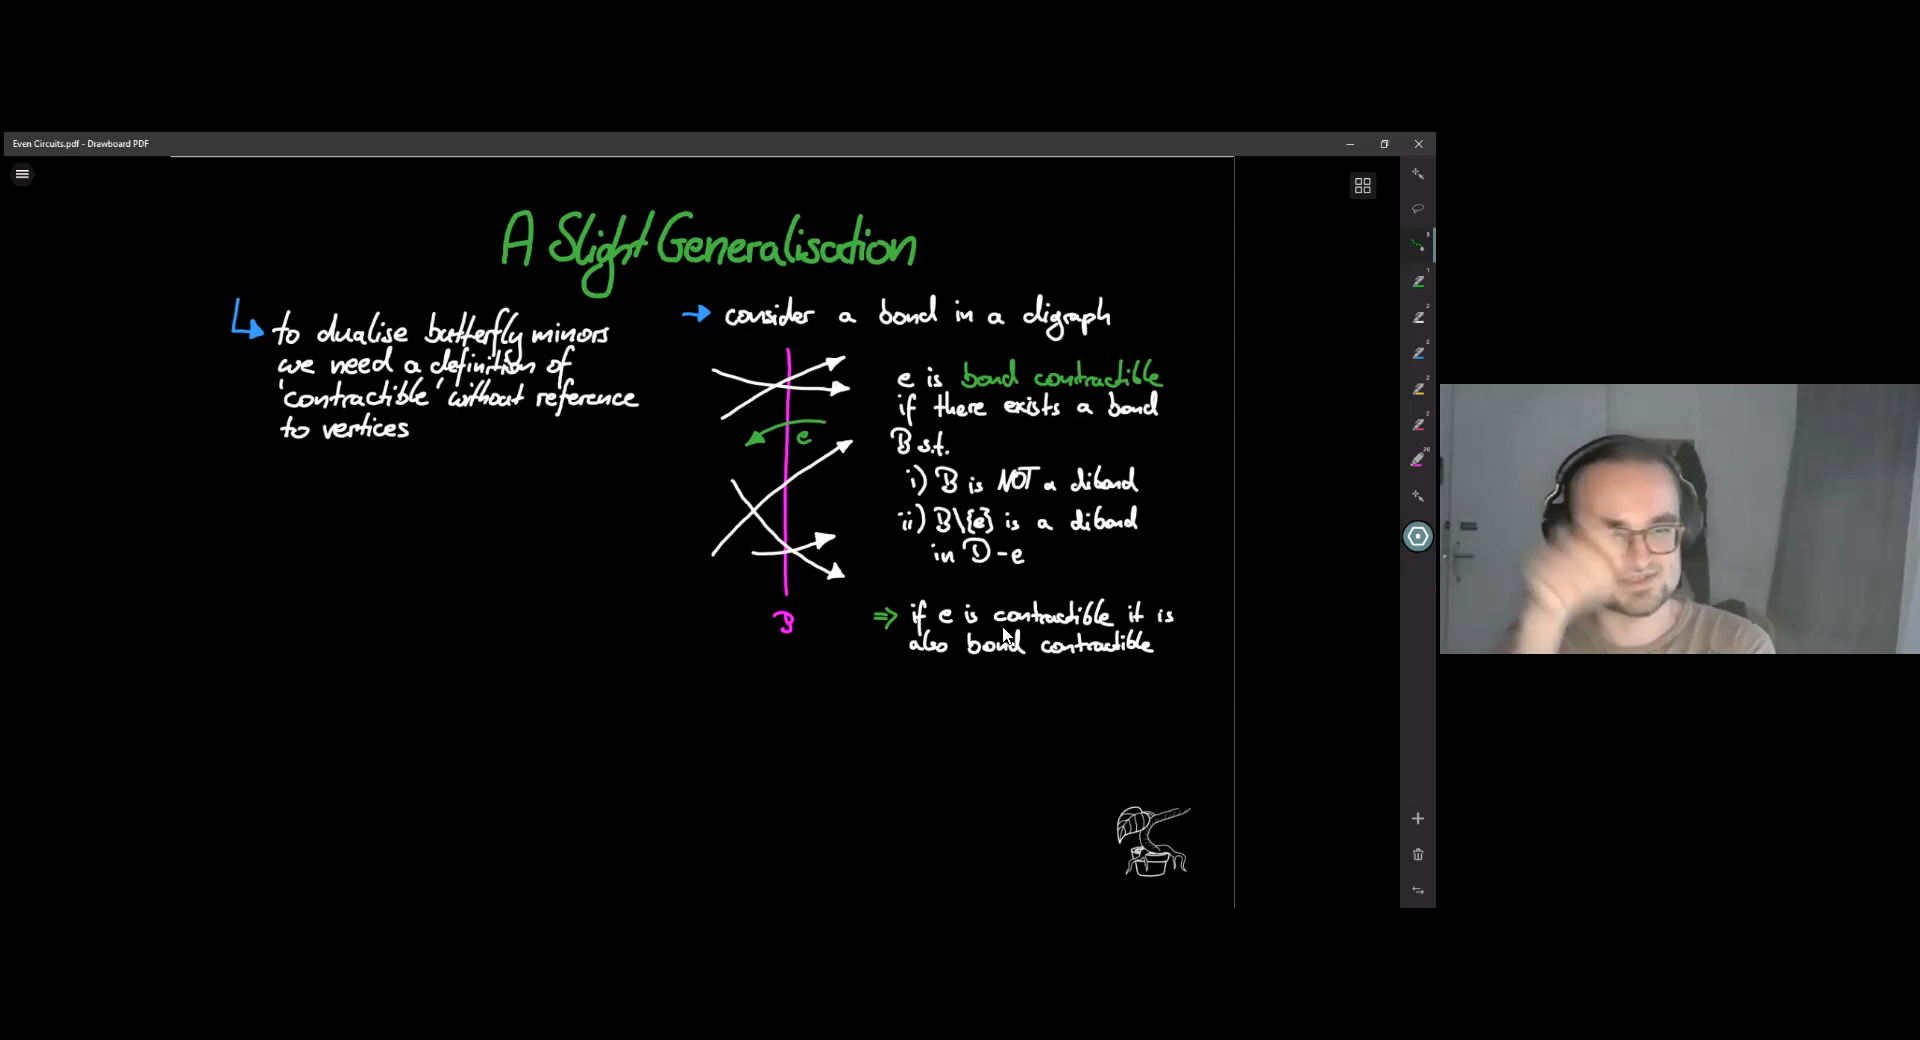 Even Circuits.pdf - Drawboard PDF
A Slight Generalisation
to dualise butterfly minors
we need a definition of
'contractible' without reference
to vertices
→ consider a bond in a digraph
e
B
e is bond contractible
if there exists a bond
B s.t.
i) B is NOT a dibond
ii) B\{e} is a dibond
in D-e
⇒ if e is contractible it is
also bond contractible